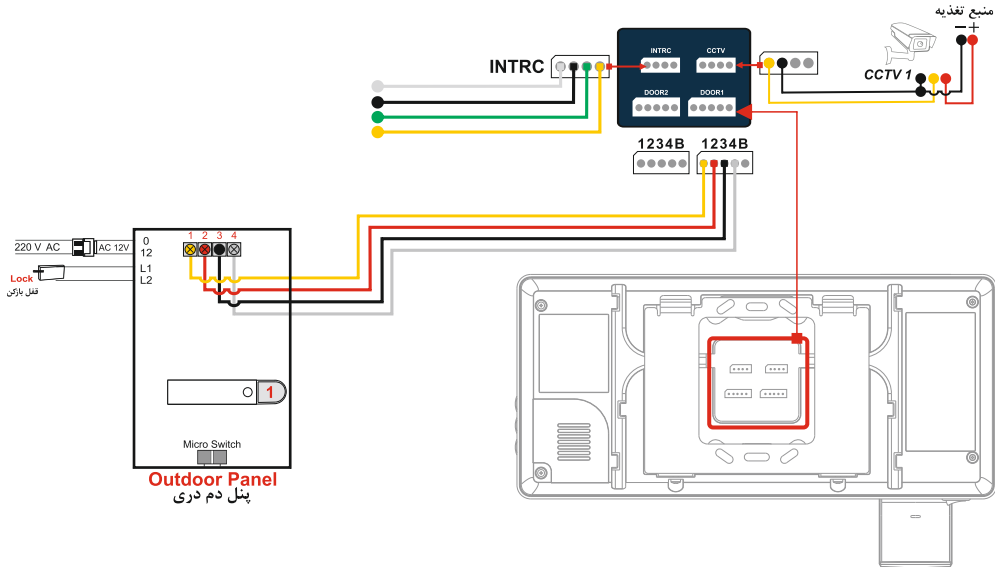 منبع تغذیه
− +
INTRC
INTRC
CCTV
CCTV 1
DOOR2
DOOR1
1234B
1234B
1 2 3 4
220 V AC
AC 12V
0
12
L1
L2
Lock
قفل بازکن
1
Micro Switch
Outdoor Panel
پنل دم دری